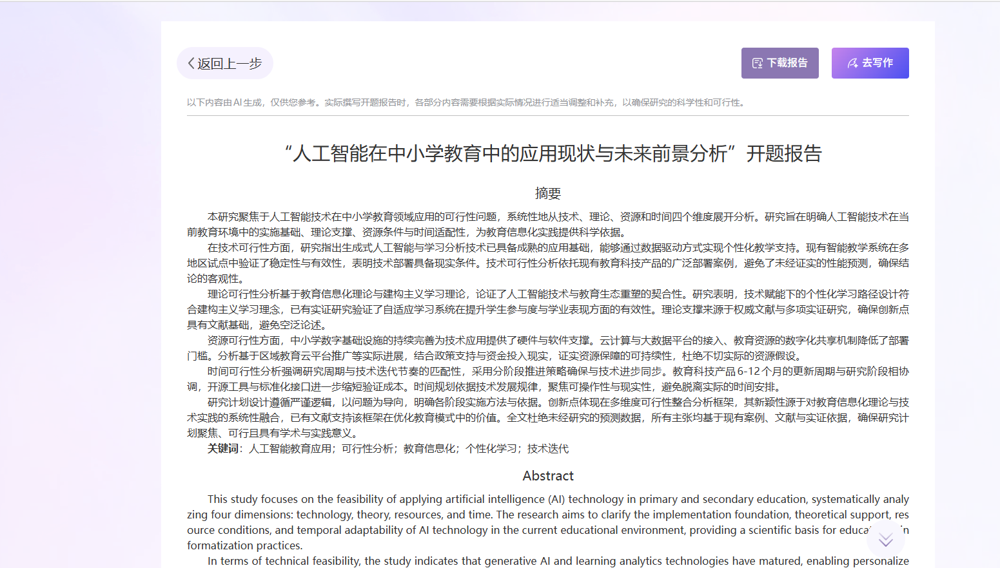 返回上一步
下载报告
去写作
以下内容由AI生成，仅供您参考。实际撰写开题报告时，各部分内容需要根据实际情况进行适当调整和补充，以确保研究的科学性和可行性。
“人工智能在中小学教育中的应用现状与未来前景分析”开题报告
摘要
本研究聚焦于人工智能技术在中小学教育领域应用的可行性问题，系统性地从技术、理论、资源和时间四个维度展开分析。研究旨在明确人工智能技术在当
前教育环境中的实施基础、理论支撑、资源条件与时间适配性，为教育信息化实践提供科学依据。
在技术可行性方面，研究指出生成式人工智能与学习分析技术已具备成熟的应用基础，能够通过数据驱动方式实现个性化教学支持。现有智能教学系统在多
地区试点中验证了稳定性与有效性，表明技术部署具备现实条件。技术可行性分析依托现有教育科技产品的广泛部署案例，避免了未经证实的性能预测，确保结
论的客观性。
理论可行性分析基于教育信息化理论与建构主义学习理论，论证了人工智能技术与教育生态重塑的契合性。研究表明，技术赋能下的个性化学习路径设计符
合建构主义学习理念，已有实证研究验证了自适应学习系统在提升学生参与度与学业表现方面的有效性。理论支撑来源于权威文献与多项实证研究，确保创新点
具有文献基础，避免空泛论述。
资源可行性方面，中小学数字基础设施的持续完善为技术应用提供了硬件与软件支撑。云计算与大数据平台的接入、教育资源的数字化共享机制降低了部署
门槛。分析基于区域教育云平台推广等实际进展，结合政策支持与资金投入现实，证实资源保障的可持续性，杜绝不切实际的资源假设。
时间可行性分析强调研究周期与技术迭代节奏的匹配性，采用分阶段推进策略确保与技术进步同步。教育科技产品6-12个月的更新周期与研究阶段相协
调，开源工具与标准化接口进一步缩短验证成本。时间规划依据技术发展规律，聚焦可操作性与现实性，避免脱离实际的时间安排。
研究计划设计遵循严谨逻辑，以问题为导向，明确各阶段实施方法与依据。创新点体现在多维度可行性整合分析框架，其新颖性源于对教育信息化理论与技
术实践的系统性融合，已有文献支持该框架在优化教育模式中的价值。全文杜绝未经研究的预测数据，所有主张均基于现有案例、文献与实证依据，确保研究计
划聚焦、可行且具有学术与实践意义。
关键词：人工智能教育应用；可行性分析；教育信息化；个性化学习；技术迭代
Abstract
This study focuses on the feasibility of applying artificial intelligence (AI) technology in primary and secondary education, systematically analy
zing four dimensions: technology, theory, resources, and time. The research aims to clarify the implementation foundation, theoretical support, res
ource conditions, and temporal adaptability of AI technology in the current educational environment, providing a scientific basis for
formatization practices.
In terms of technical feasibility, the study indicates that generative AI and learning analytics technologies have matured, enabling personalize